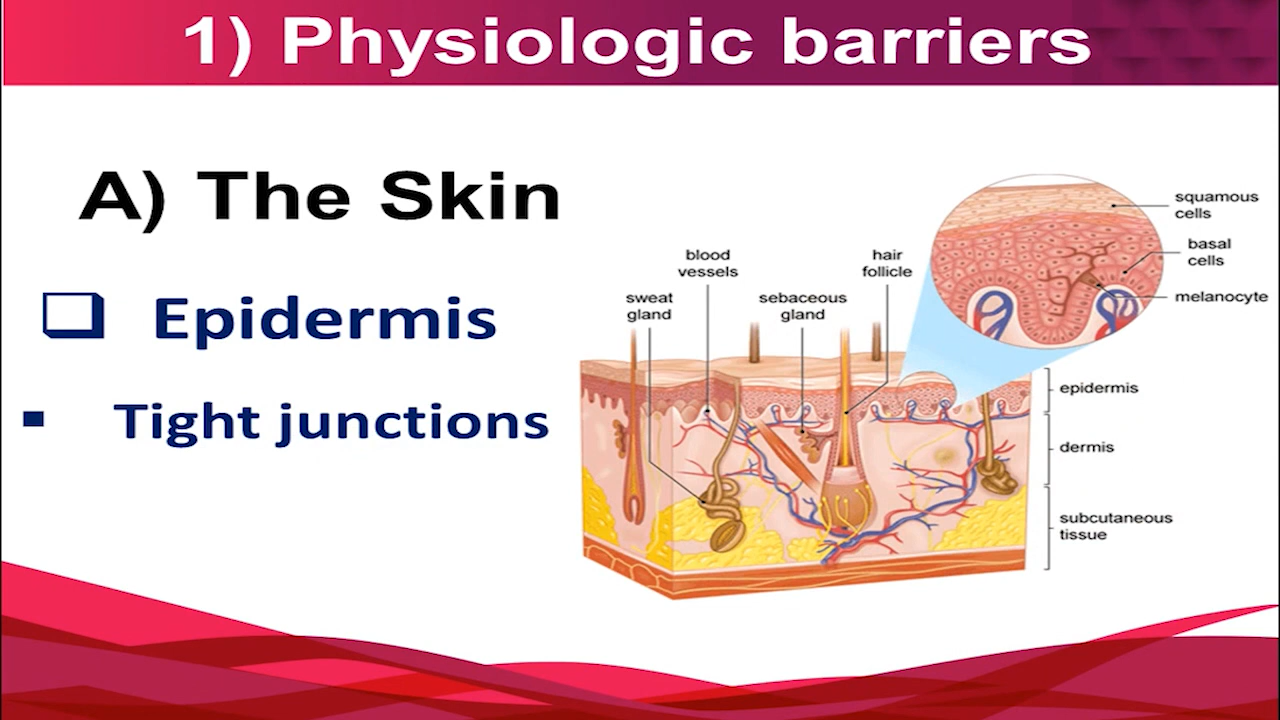 1) Physiologic barriers
A) The Skin
❑ Epidermis
▪ Tight junctions
squamous
cells
basal
cells
melanocyte
blood
vessels
hair
follicle
sweat
gland
sebaceous
gland
epidermis
dermis
subcutaneous
tissue